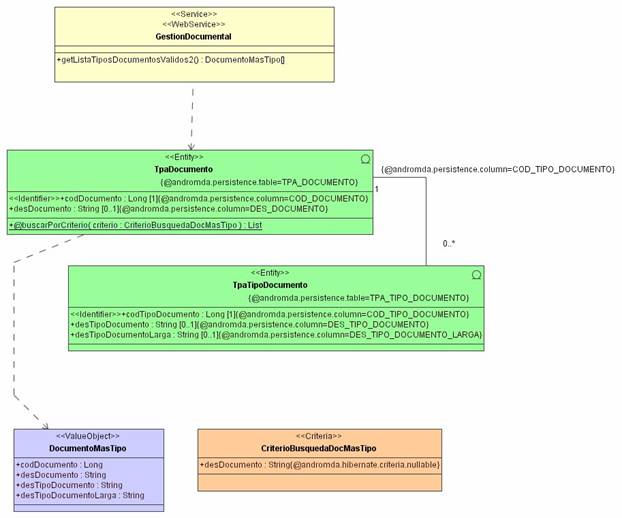 <<Service>>
<<WebService>>
GestionDocumental
+getListaTiposDocumentosValidos2() : DocumentoMasTipo[]
<<Entity>>
TpaDocumento
{@andromda.persistence.table=TPA_DOCUMENTO}
<<Identifier>>+codDocumento : Long [1]{@andromda.persistence.column=COD_DOCUMENTO}
+desDocumento : String [0..1]{@andromda.persistence.column=DES_DOCUMENTO}
+@buscarPorCriterio( criterio : CriterioBusquedaDocMasTipo ) : List
{@andromda.persistence.column=COD_TIPO_DOCUMENTO}
1
0..*
<<Entity>>
TpaTipoDocumento
{@andromda.persistence.table=TPA_TIPO_DOCUMENTO}
<<Identifier>>+codTipoDocumento : Long [1]{@andromda.persistence.column=COD_TIPO_DOCUMENTO}
+desTipoDocumento : String [0..1]{@andromda.persistence.column=DES_TIPO_DOCUMENTO}
+desTipoDocumentoLarga : String [0..1]{@andromda.persistence.column=DES_TIPO_DOCUMENTO_LARGA}
<<ValueObject>>
DocumentoMasTipo
+codDocumento : Long
+desDocumento : String
+desTipoDocumento : String
+desTipoDocumentoLarga : String
<<Criteria>>
CriterioBusquedaDocMasTipo
+desDocumento : String{@andromda.hibernate.criteria.nullable}